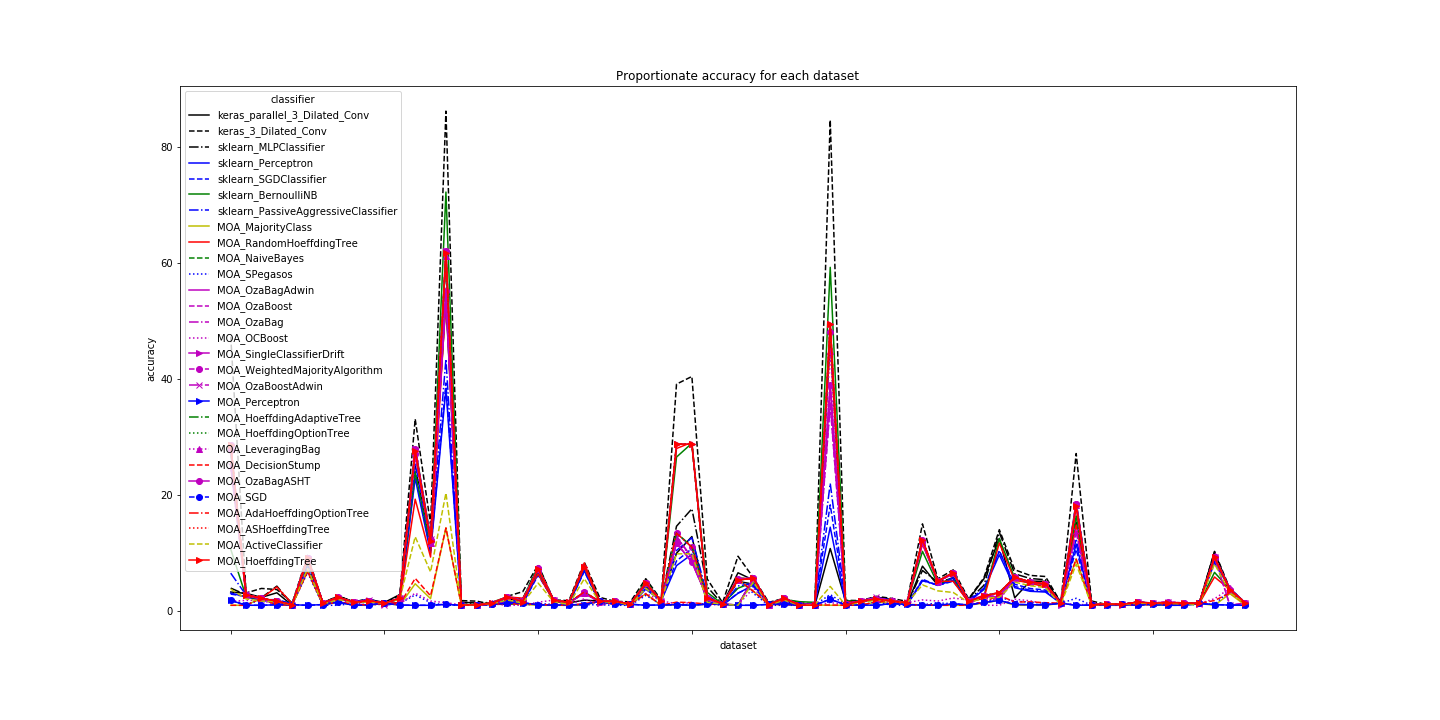 Proportionate accuracy for each dataset
classifier
keras_parallel_3_Dilated_Conv
keras_3_Dilated_Conv
sklearn_MLPClassifier
sklearn_Perceptron
sklearn_SGDClassifier
sklearn_BernoulliNB
sklearn_PassiveAggressiveClassifier
MOA_MajorityClass
MOA_RandomHoeffdingTree
MOA_NaiveBayes
MOA_SPegasos
MOA_OzaBagAdwin
MOA_OzaBoost
MOA_OzaBag
MOA_OCBoost
MOA_SingleClassifierDrift
MOA_WeightedMajorityAlgorithm
MOA_OzaBoostAdwin
MOA_Perceptron
MOA_HoeffdingAdaptiveTree
MOA_HoeffdingOptionTree
MOA_LeveragingBag
MOA_DecisionStump
MOA_OzaBagASHT
MOA_SGD
MOA_AdaHoeffdingOptionTree
MOA_ASHoeffdingTree
MOA_ActiveClassifier
MOA_HoeffdingTree
80
60
40
20
0
accuracy
dataset